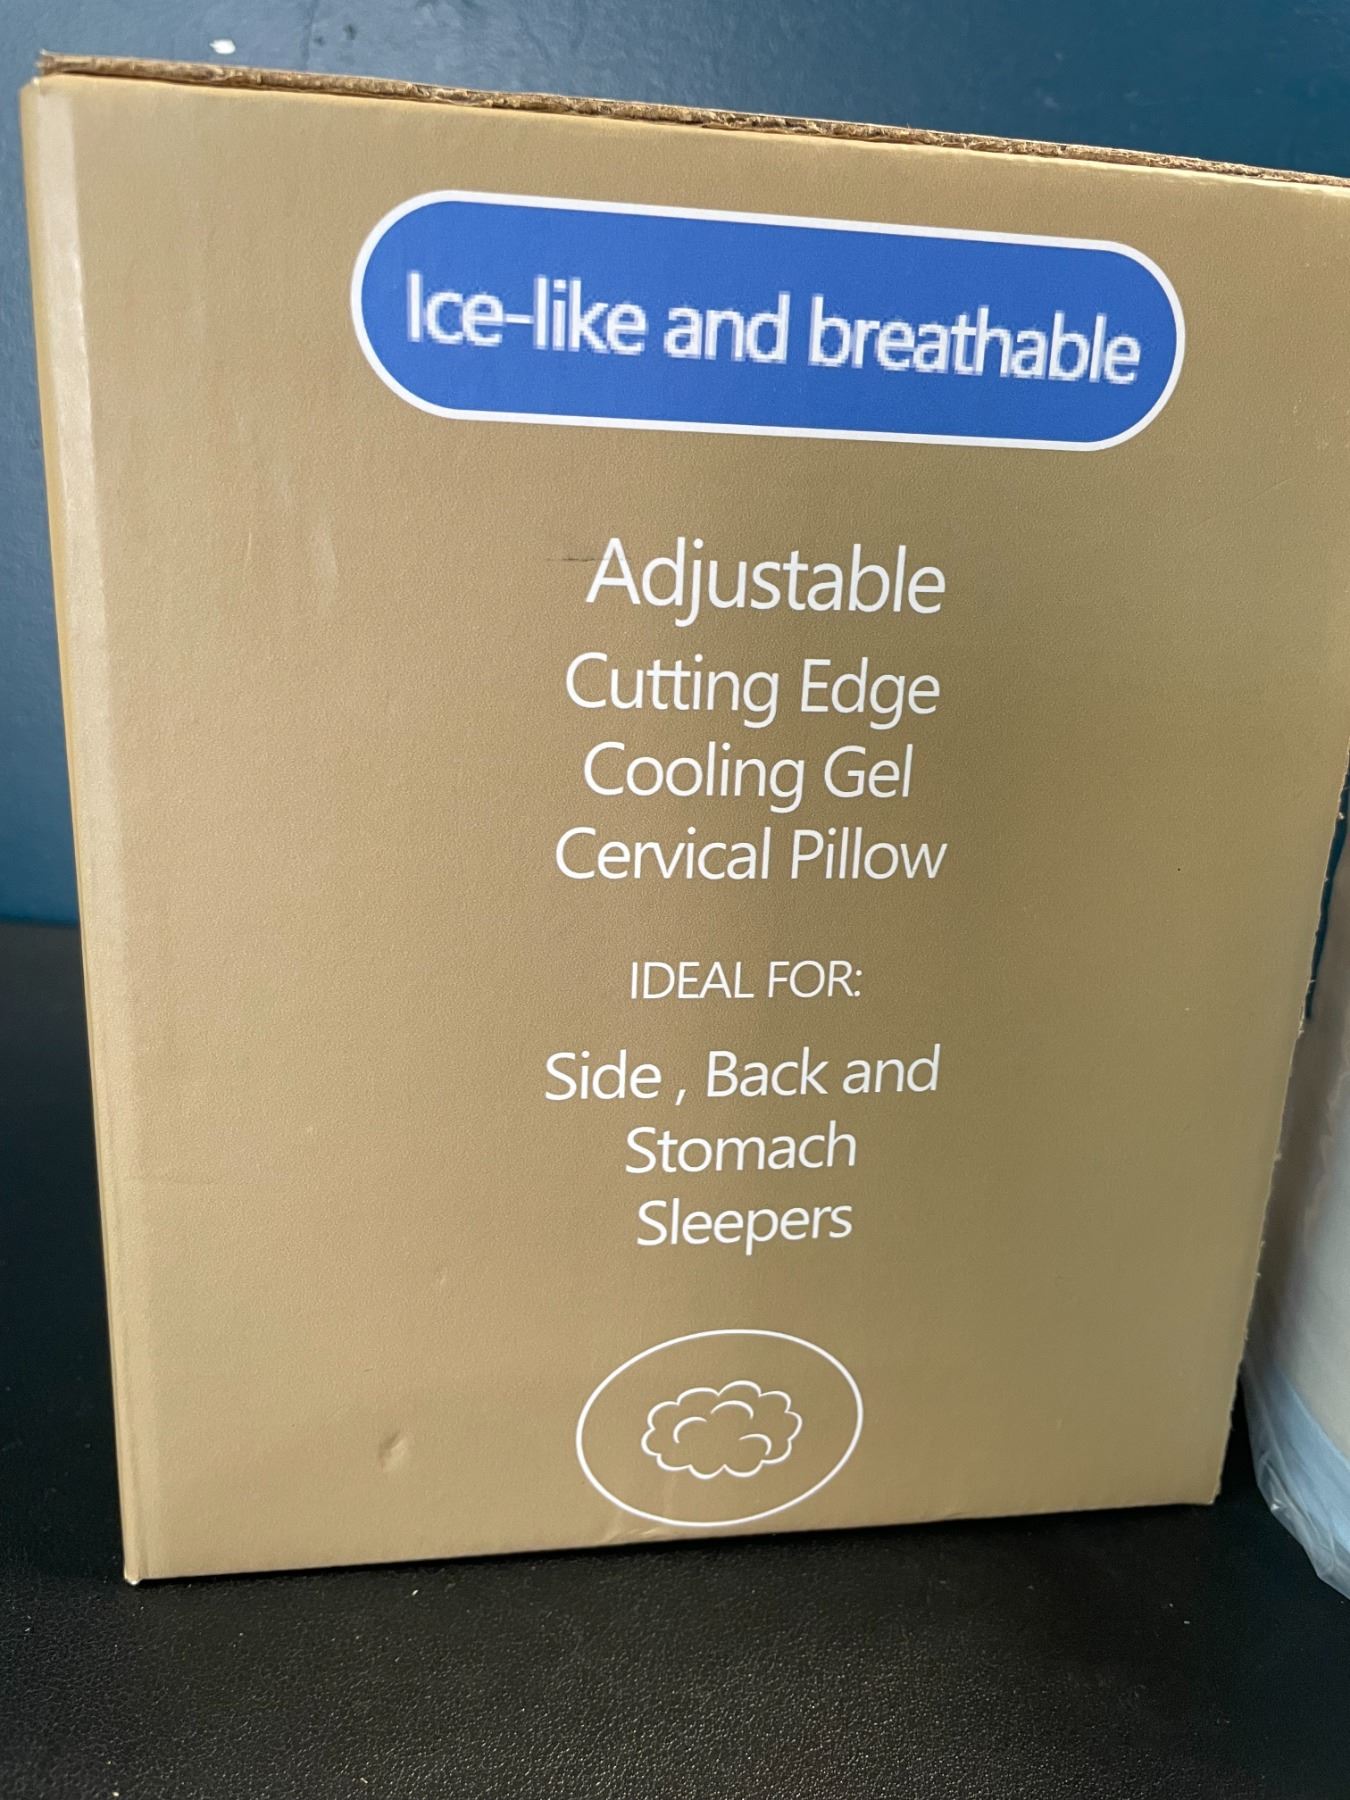 Ice-like and breathable
Adjustable
Cutting Edge
Cooling Gel
Cervical Pillow
IDEAL FOR:
Side , Back and
Stomach
Sleepers